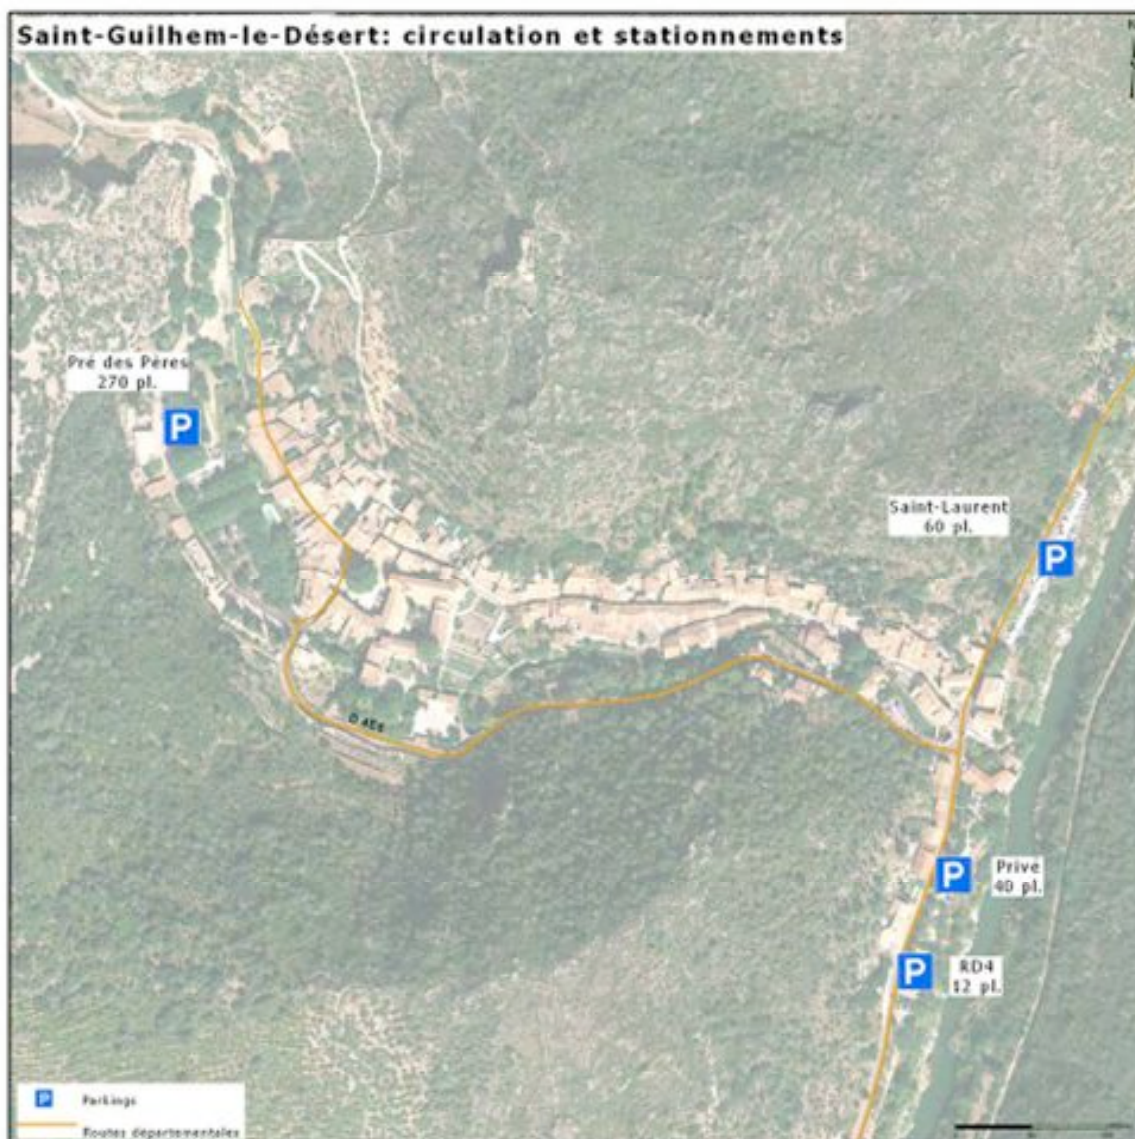 Saint-Guilhem-le-Désert: circulation et stationnements
Pré des Pères
270 pl.
P
Saint-Laurent
60 pl.
P
P
Privé
40 pl.
P
RD4
12 pl.
P
Parkings
Routes départementales